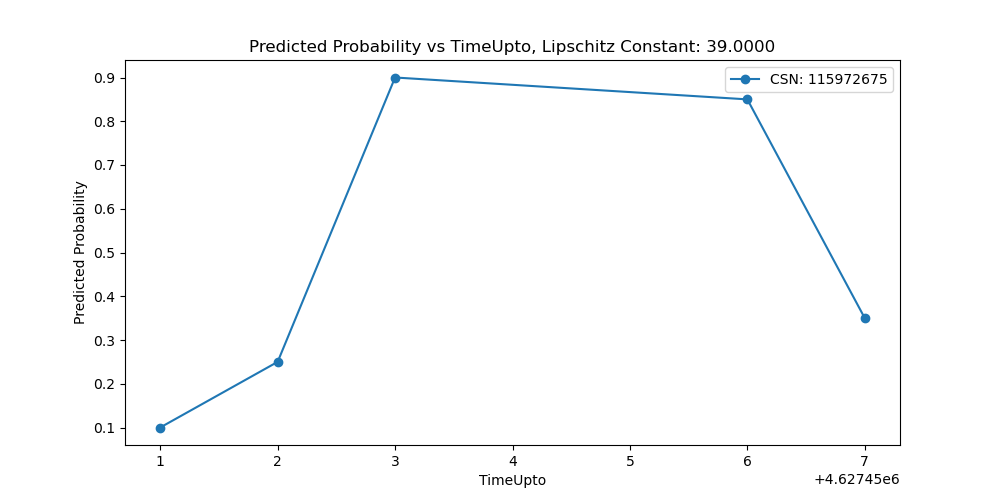 Predicted Probability vs TimeUpto, Lipschitz Constant: 39.0000
CSN: 115972675
Predicted Probability
0.9
0.8
0.7
0.6
0.5
0.4
0.3
0.2
0.1
1 2 3 4 5 6 7
TimeUpto
+4.62745e6